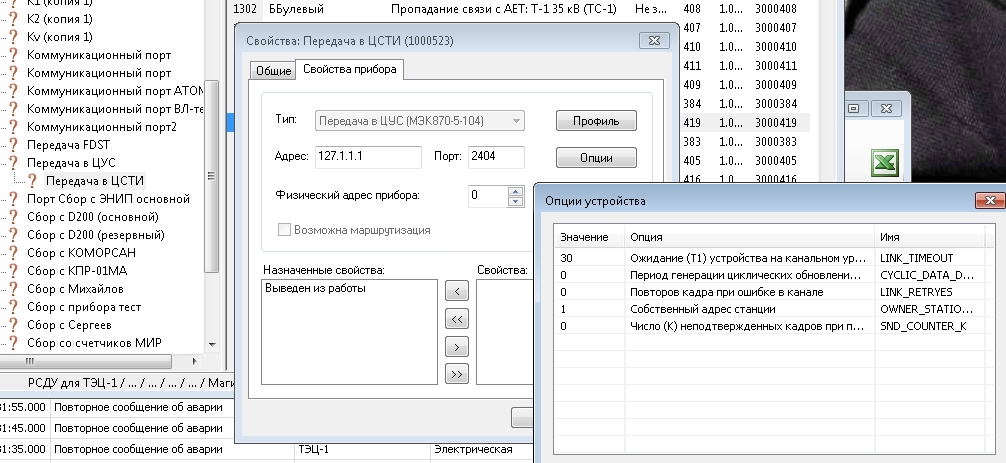 К1 (копия 1)
К2 (копия 1)
Kv (копия 1)
Коммуникационный порт
Коммуникационный порт
Коммуникационный порт ATOM
Коммуникационный порт ВЛ-те
Коммуникационный порт2
Передача FDST
Передача в ЦУС
Передача в ЦСТИ
Порт Сбор с ЭНИП основной
Сбор с D200 (основной)
Сбор с D200 (резервный)
Сбор с КОМОРСАН
Сбор с КПР-01МА
Сбор с Михайлов
Сбор с прибора тест
Сбор с Сергеев
Сбор со счетчиков МИР
РСДУ для ТЭЦ-1 / ... / ... / ... / ... / Маги
31:55.000 Повторное сообщение об аварии
31:45.000 Повторное сообщение об аварии
31:35.000 Повторное сообщение об аварии ТЭЦ-1 Электрическая
1302 ББулевый Пропадание связи с АЕТ: Т-1 35 кВ (ТС-1) Не з...
408 1.0... 3000408
407 1.0... 3000407
410 1.0... 3000410
411 1.0... 3000411
409 1.0... 3000409
384 1.0... 3000384
419 1.0... 3000419
383 1.0... 3000383
405 1.0... 3000405
416 1.0... 3000416
Свойства: Передача в ЦСТИ (1000523)
Общие Свойства прибора
Тип: Передача в ЦУС (МЭК870-5-104) Профиль
Адрес: 127.1.1.1 Порт: 2404 Опции
Физический адрес прибора: 0
Возможна маршрутизация
Назначенные свойства: Свойства:
Выведен из работы
<
<<
>
>>
Опции устройства
Значение Опция Имя
30 Ожидание (T1) устройства на канальном ур... LINK_TIMEOUT
0 Период генерации циклических обновлени... CYCLIC_DATA_D...
0 Повторов кадра при ошибке в канале LINK_RETRYES
1 Собственный адрес станции OWNER_STATIO...
0 Число (K) неподтвержденных кадров при п... SND_COUNTER_K